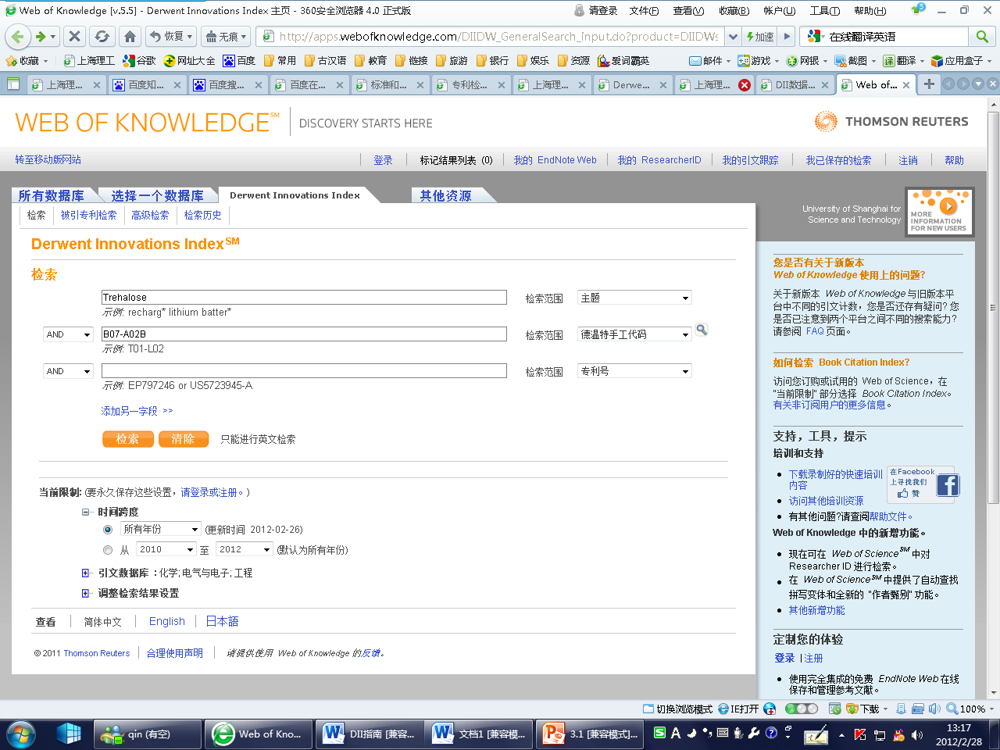 Web of Knowledge [v.5.5] - Derwent Innovations Index 主页 - 360安全浏览器 4.0 正式版
请登录 文件(F) 查看(V) 收藏(B) 帐户(U) 工具(T) 帮助(H) 5
恢复 无痕 http://apps.webofknowledge.com/DIIDW_GeneralSearch_input.do?product=DIIDW 加速 在线翻译英语
收藏 上海理工 谷歌 网址大全 百度 常用 古汉语 教育 链接 旅游 银行 娱乐 资源 爱词霸英 邮件 游戏 网银 截图 翻译 应用盒子
上海理... 百度知... 百度搜... 百度在... 标准和... 专利检... 上海理... Derwe... 上海理... DII数据... Web of...
WEB OF KNOWLEDGE SM DISCOVERY STARTS HERE THOMSON REUTERS
转至移动版网站 登录 标记结果列表 (0) 我的 EndNote Web 我的 ResearcherID 我的引文跟踪 我已保存的检索 注销 帮助
所有数据库 选择一个数据库 Derwent Innovations Index 其他资源
检索 被引专利检索 高级检索 检索历史
University of Shanghai for
Science and Technology
MORE
INFORMATION
FOR NEW USERS
Derwent Innovations Index SM
检索
Trehalose 检索范围 主题
示例: recharg* lithium batter*
AND B07-A02B 检索范围 德温特手工代码
示例: T01-L02
AND 检索范围 专利号
示例: EP797246 or US5723945-A
添加另一字段 >>
检索 清除 只能进行英文检索
当前限制: (要永久保存这些设置，请登录或注册。)
时间跨度
所有年份 (更新时间 2012-02-26)
从 2010 至 2012 (默认为所有年份)
引文数据库 : 化学; 电气与电子; 工程
调整检索结果设置
查看 简体中文 English 日本語
© 2011 Thomson Reuters 合理使用声明 请提供使用 Web of Knowledge 的反馈。
您是否有关于新版本
Web of Knowledge 使用上的问题?
关于新版本 Web of Knowledge 与旧版本平
台中不同的引文计数，您是否还存有疑问? 您
是否已注意到两个平台之间不同的搜索能力?
请参阅 FAQ 页面。
如何检索 Book Citation Index?
访问您订购或试用的 Web of Science，在
"当前限制" 部分选择 Book Citation Index。
有关非订阅用户的更多信息。
支持，工具，提示
培训和支持
下载录制好的快速培训
内容
在Facebook
上寻找我们
赞
访问其他培训资源
有其他问题?请查阅帮助文件。
Web of Knowledge 中的新增功能。
现在可在 Web of Science SM 中对
Researcher ID 进行检索。
在 Web of Science SM 中提供了自动查找
拼写变体和全新的 "作者甄别" 功能。
其他新增功能
定制您的体验
登录 | 注册
使用完全集成的免费 EndNote Web 在线
保存和管理参考文献。
切换浏览模式 IE打开 下载 100%
qin (有空) Web of Kno... DII指南 [兼容... 文档1 [兼容模... 3.1 [兼容模式]... 13:17
2012/2/28